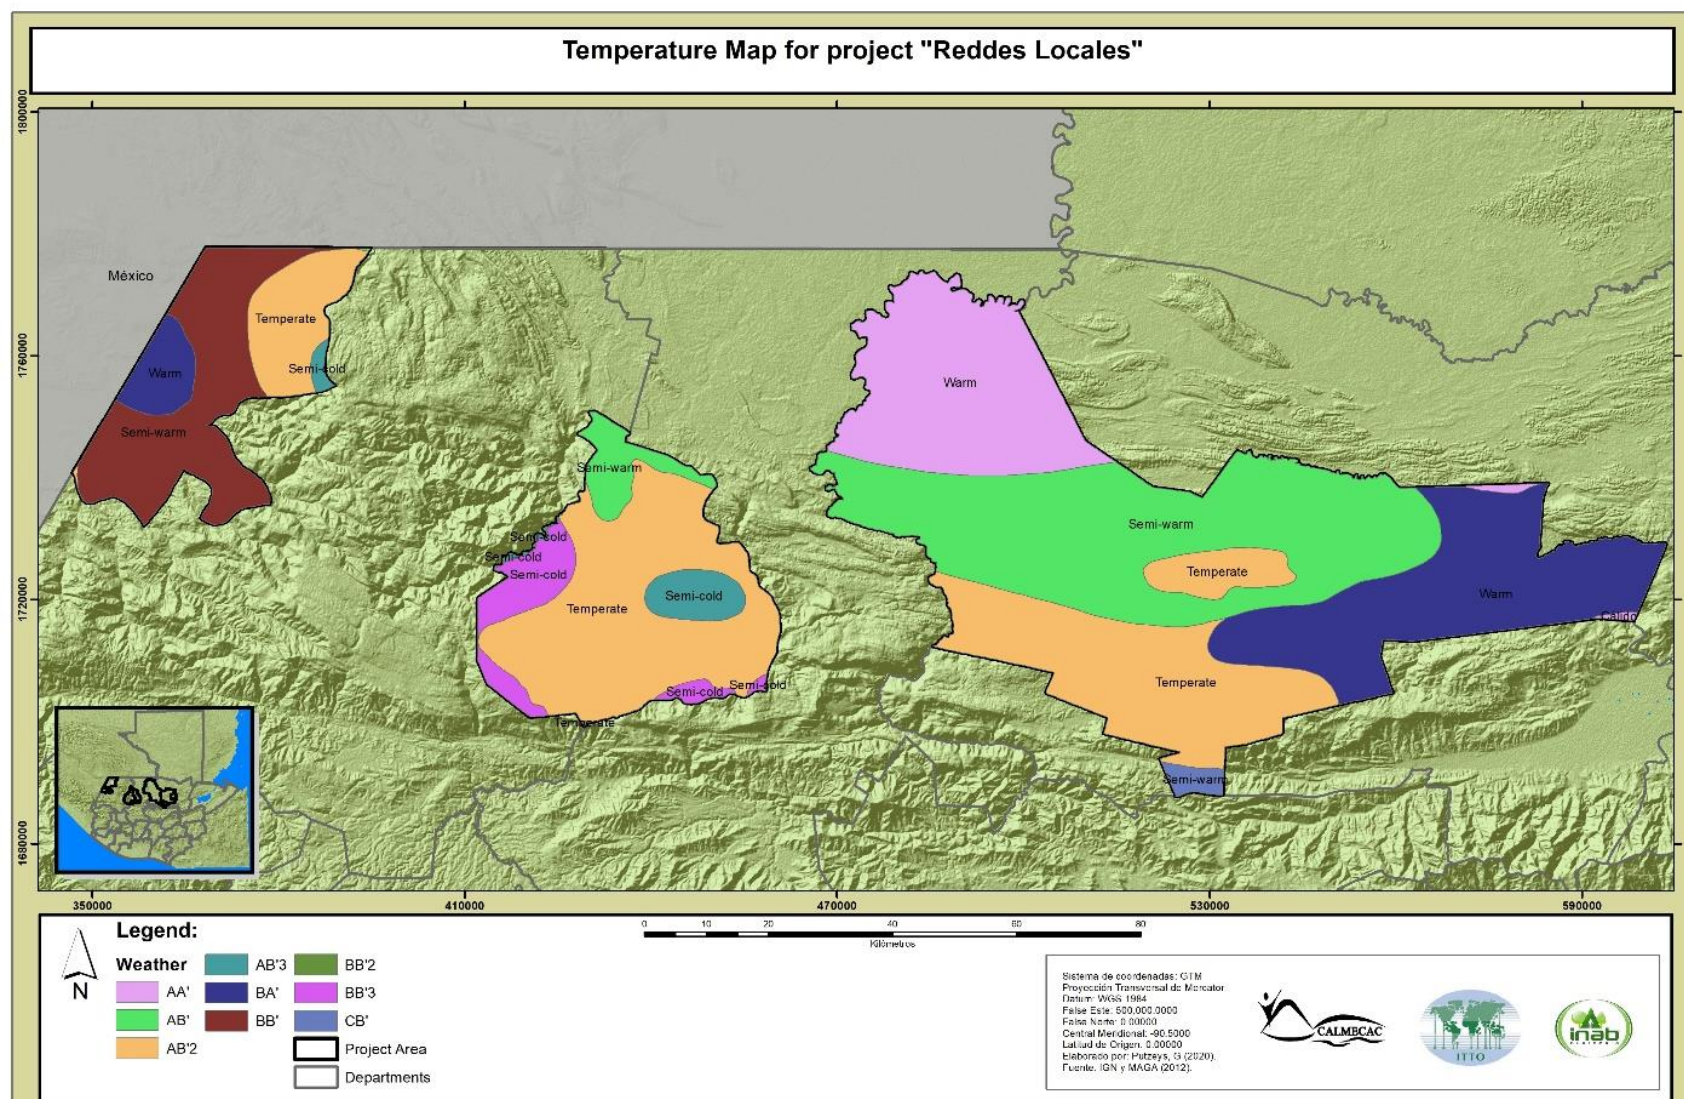 Temperature Map for project "Reddes Locales"
1800000
1760000
1720000
1680000
México
Temperate
Semi-cold
Warm
Semi-warm
Semi-warm
Semi-cold
Semi-cold
Semi-cold
Temperate
Semi-cold
Semi-cold
Semi-cold
Temperate
Warm
Semi-warm
Temperate
Warm
Cálido
Temperate
Semi-warm
350000
410000
470000
530000
590000
Legend:
Weather
AA'
AB'
AB'2
AB'3
BA'
BB'
BB'2
BB'3
CB'
Project Area
Departments
N
0 10 20 40 60 80
Kilómetros
Sistema de coordenadas: GTM
Proyección Transversal de Mercator
Datum: WGS 1984
False Este: 500,000.0000
False Norte: 0.00000
Central Meridional: -90.5000
Latitud de Origen: 0.00000
Elaborado por: Putzeys, G (2020).
Fuente: IGN y MAGA (2012).
CALMECAC
ITTO
inab